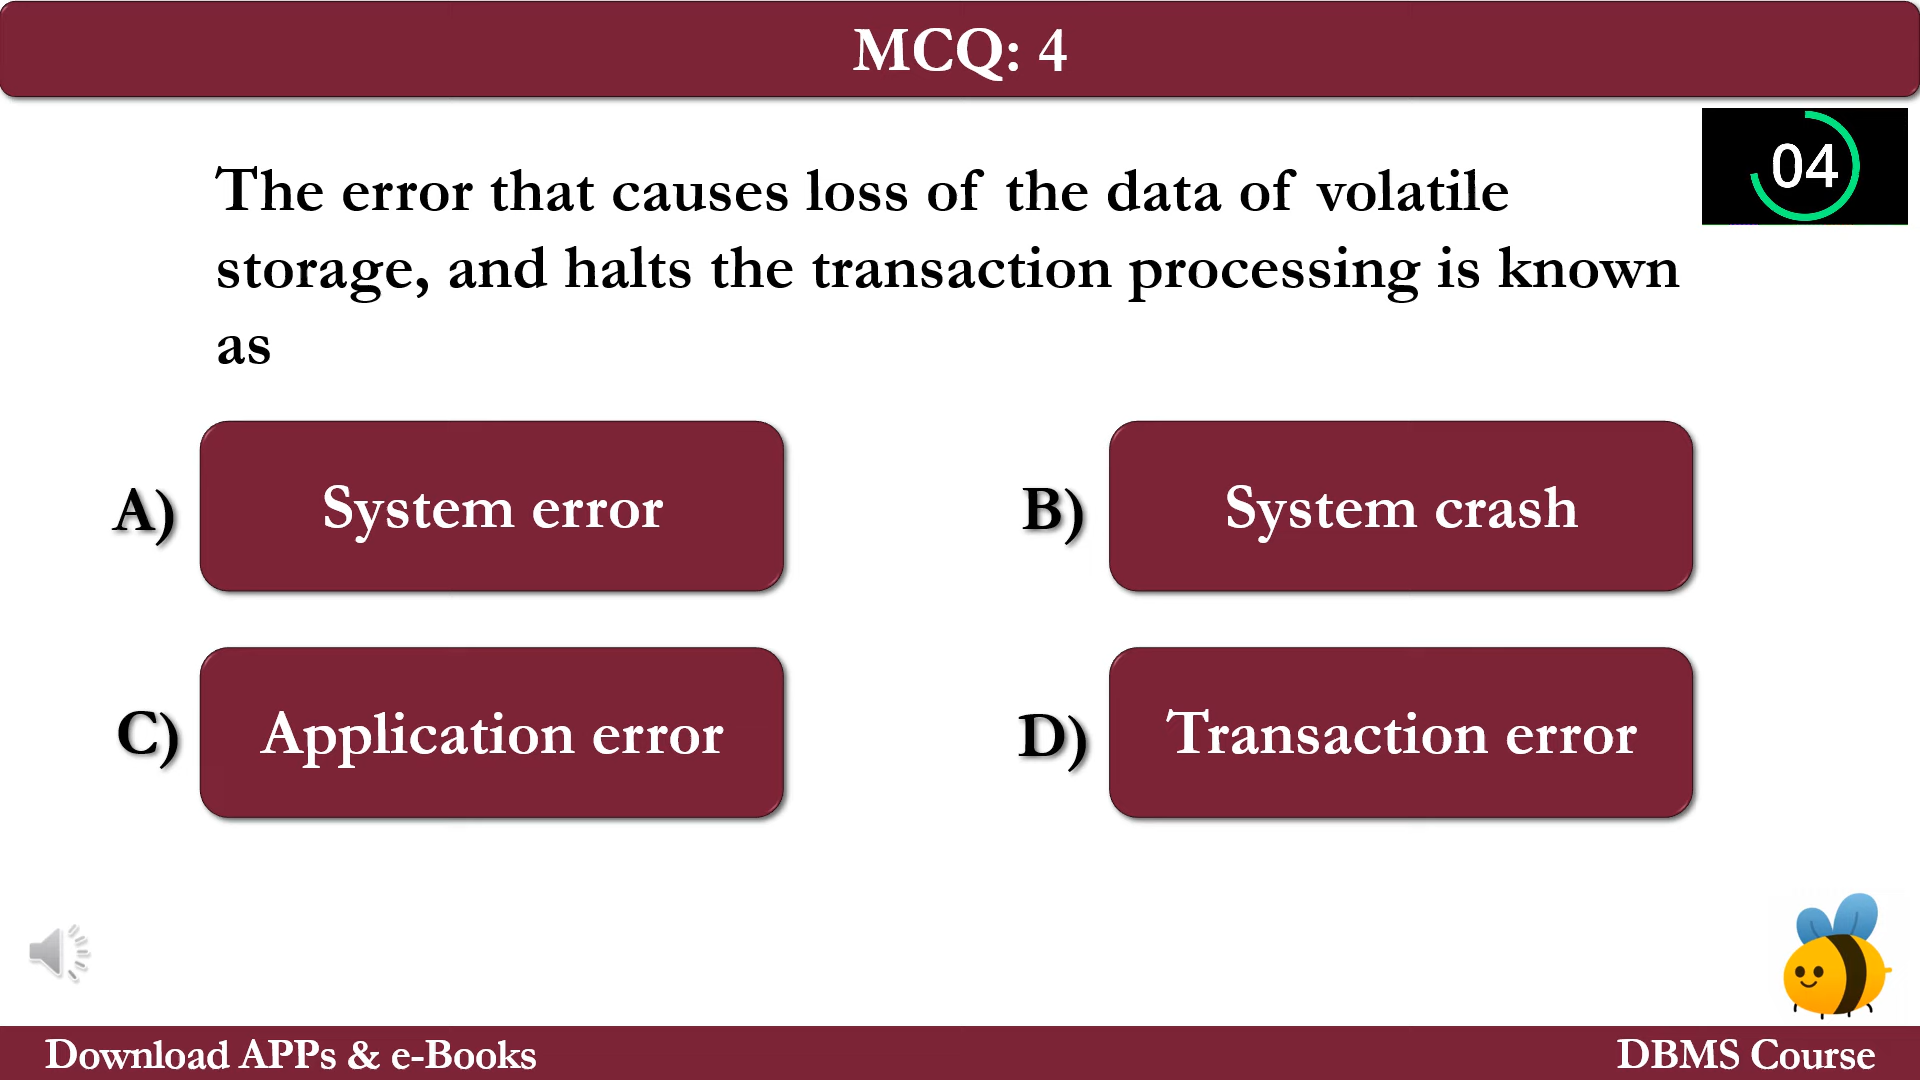 MCQ: 4
04
The error that causes loss of the data of volatile
storage, and halts the transaction processing is known
as
A) System error
B) System crash
C) Application error
D) Transaction error
Download APPs & e-Books
DBMS Course